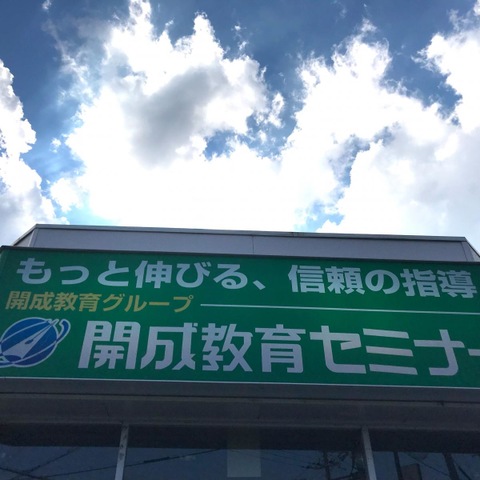 もっと伸びる、信頼の指導
開成教育グループ
開成教育セミナー